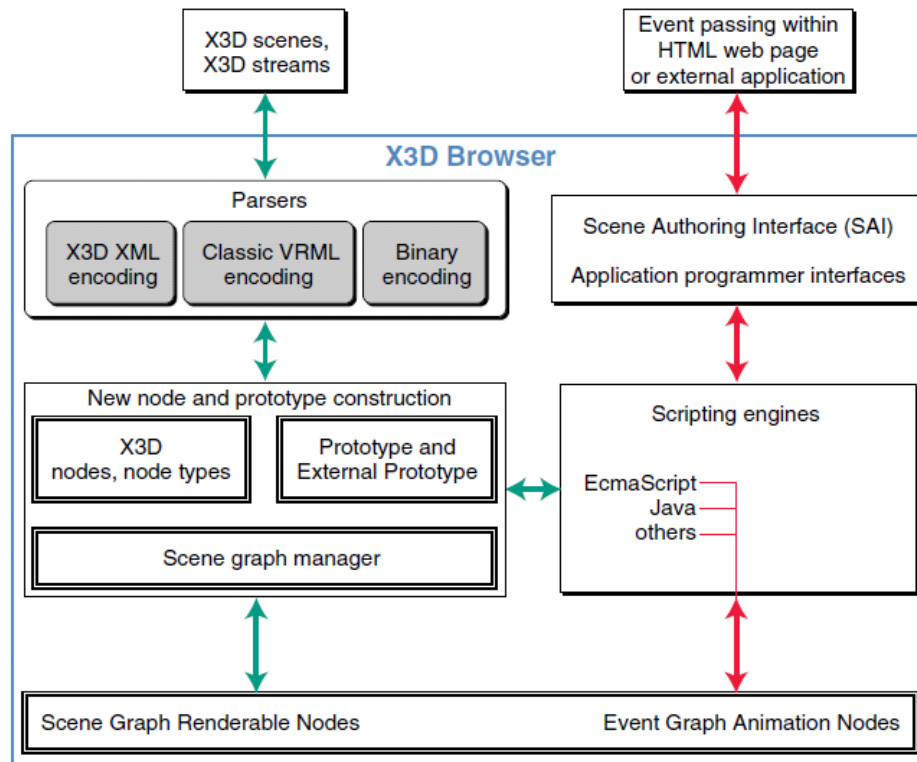 X3D scenes,
X3D streams
Event passing within
HTML web page
or external application
X3D Browser
Parsers
X3D XML
encoding
Classic VRML
encoding
Binary
encoding
Scene Authoring Interface (SAI)
Application programmer interfaces
New node and prototype construction
X3D
nodes, node types
Prototype and
External Prototype
Scene graph manager
Scripting engines
EcmaScript
Java
others
Scene Graph Renderable Nodes
Event Graph Animation Nodes